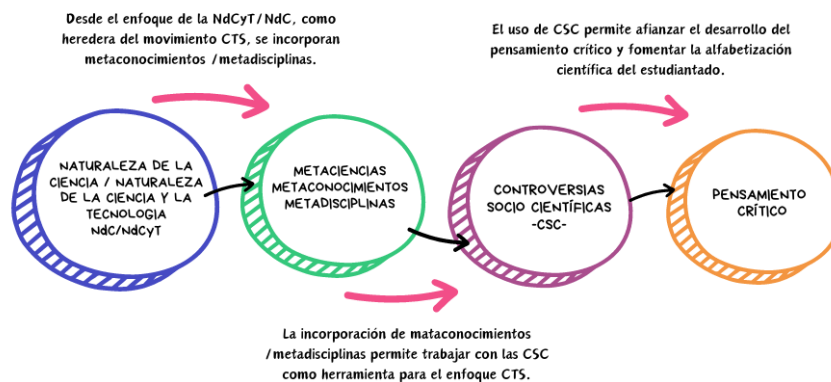 Desde el enfoque de la NdCyT/NdC, como
heredera del movimiento CTS, se incorporan
metaconocimientos /metadisciplinas.
El uso de CSC permite afianzar el desarrollo del
pensamiento crítico y fomentar la alfabetización
científica del estudiantado.
NATURALEZA DE LA
CIENCIA / NATURALEZA
DE LA CIENCIA Y LA
TECNOLOGIA
NdC/NdCyT
METACIENCIAS
METACONOCIMIENTOS
METADISCIPLINAS
CONTROVERSIAS
SOCIO CIENTÍFICAS
-CSC-
PENSAMIENTO
CRÍTICO
La incorporación de mataconocimientos
/metadisciplinas permite trabajar con las CSC
como herramienta para el enfoque CTS.